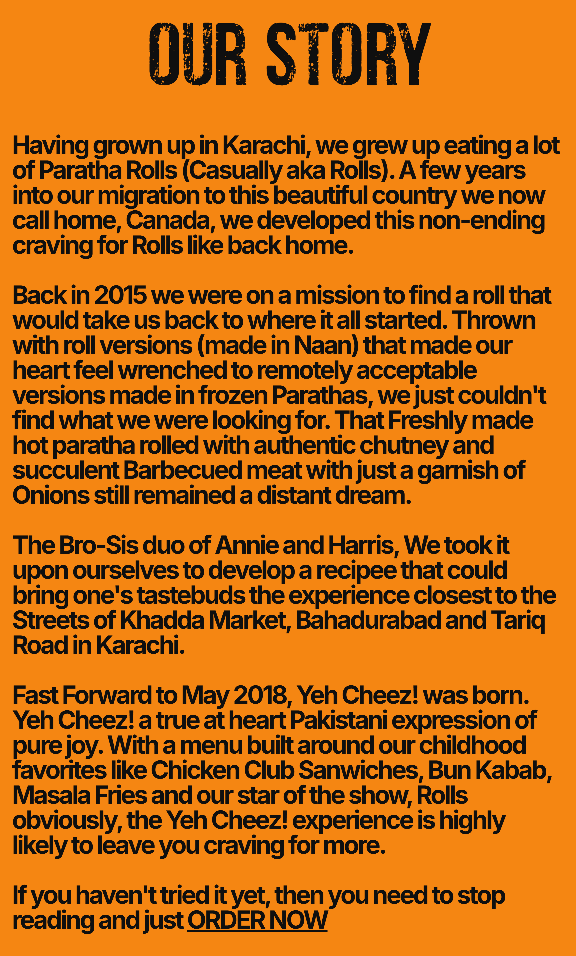 OUR STORY
Having grown up in Karachi, we grew up eating a lot
of Paratha Rolls (Casually aka Rolls). A few years
into our migration to this beautiful country we now
call home, Canada, we developed this non-ending
craving for Rolls like back home.
Back in 2015 we were on a mission to find a roll that
would take us back to where it all started. Thrown
with roll versions (made in Naan) that made our
heart feel wrenched to remotely acceptable
versions made in frozen Parathas, we just couldn't
find what we were looking for. That Freshly made
hot paratha rolled with authentic chutney and
succulent Barbecued meat with just a garnish of
Onions still remained a distant dream.
The Bro-Sis duo of Annie and Harris, We took it
upon ourselves to develop a recipee that could
bring one's tastebuds the experience closest to the
Streets of Khadda Market, Bahadurabad and Tariq
Road in Karachi.
Fast Forward to May 2018, Yeh Cheez! was born.
Yeh Cheez! a true at heart Pakistani expression of
pure joy. With a menu built around our childhood
favorites like Chicken Club Sanwiches, Bun Kabab,
Masala Fries and our star of the show, Rolls
obviously, the Yeh Cheez! experience is highly
likely to leave you craving for more.
If you haven't tried it yet, then you need to stop
reading and just ORDER NOW